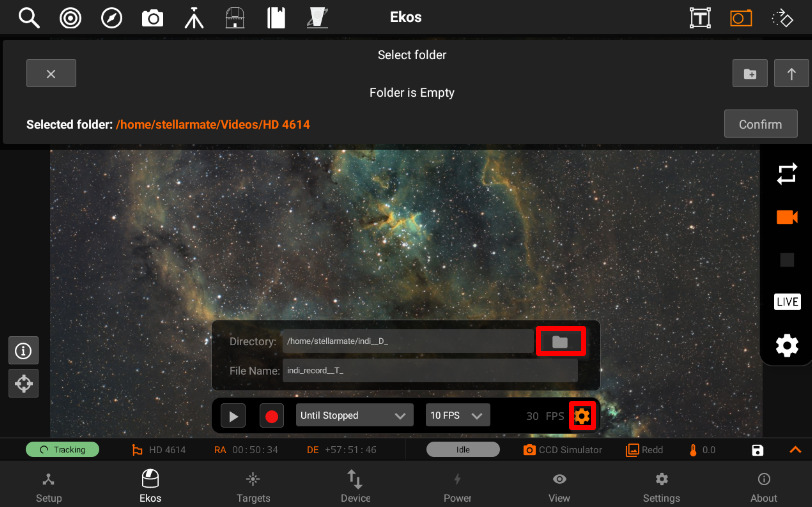 Ekos
Select folder
Folder is Empty
Selected folder: /home/stellarmate/Videos/HD 4614
Confirm
LIVE
Directory: /home/stellarmate/indi__D_
File Name: indi_record__T_
Until Stopped 10 FPS 30 FPS
Tracking HD 4614 RA 00:50:34 DE +57:51:46 Idle CCD Simulator Redd 0.0
Setup Ekos Targets Device Power View Settings About